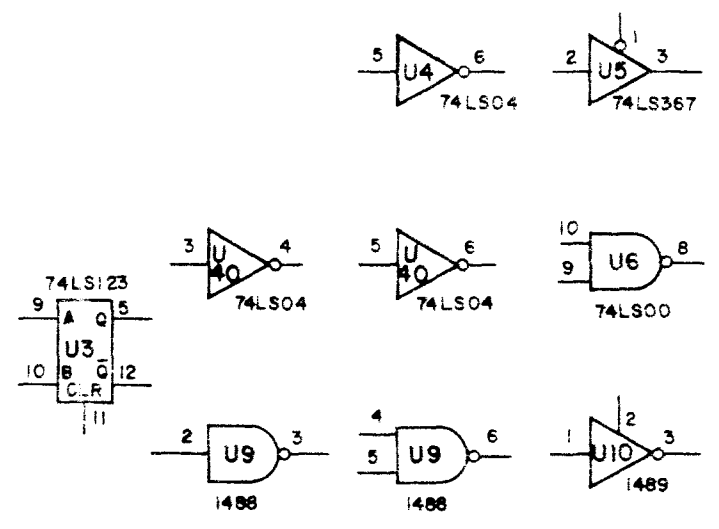 5 U4 6
74LS04
1
2 U5 3
74LS367
3 U 40 4
74LS04
5 U 40 6
74LS04
10
9 U6 8
74LS00
74LS123
9 A Q 5
U3
10 B Q̅ 12
CLR
11
2 U9 3
1488
4
5 U9 6
1488
2
1 U10 3
1489